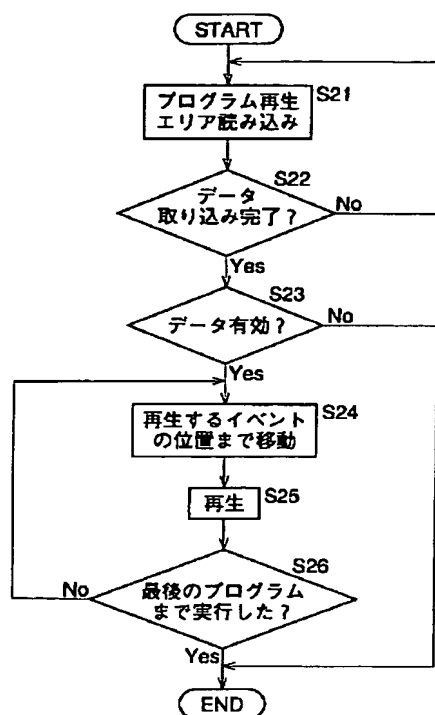 START
S21
プログラム再生
エリア読み込み
S22
データ
取り込み完了?
No
Yes
S23
データ有効?
No
Yes
S24
再生するイベント
の位置まで移動
S25
再生
S26
最後のプログラム
まで実行した?
No
Yes
END